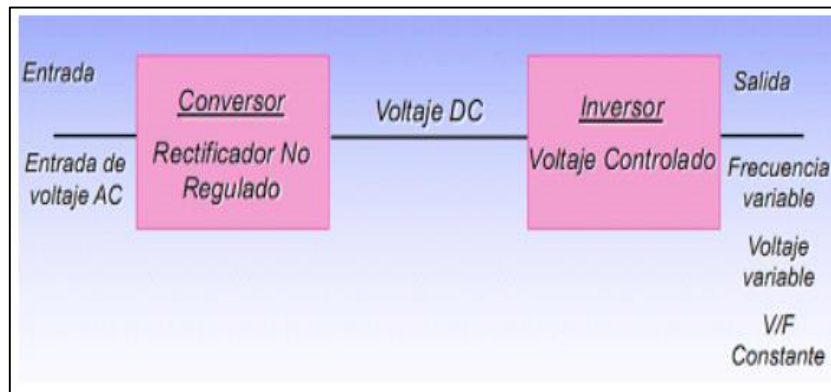 Entrada
Entrada de
voltaje AC
Conversor
Rectificador No
Regulado
Voltaje DC
Inversor
Voltaje Controlado
Salida
Frecuencia
variable
Voltaje
variable
V/F
Constante